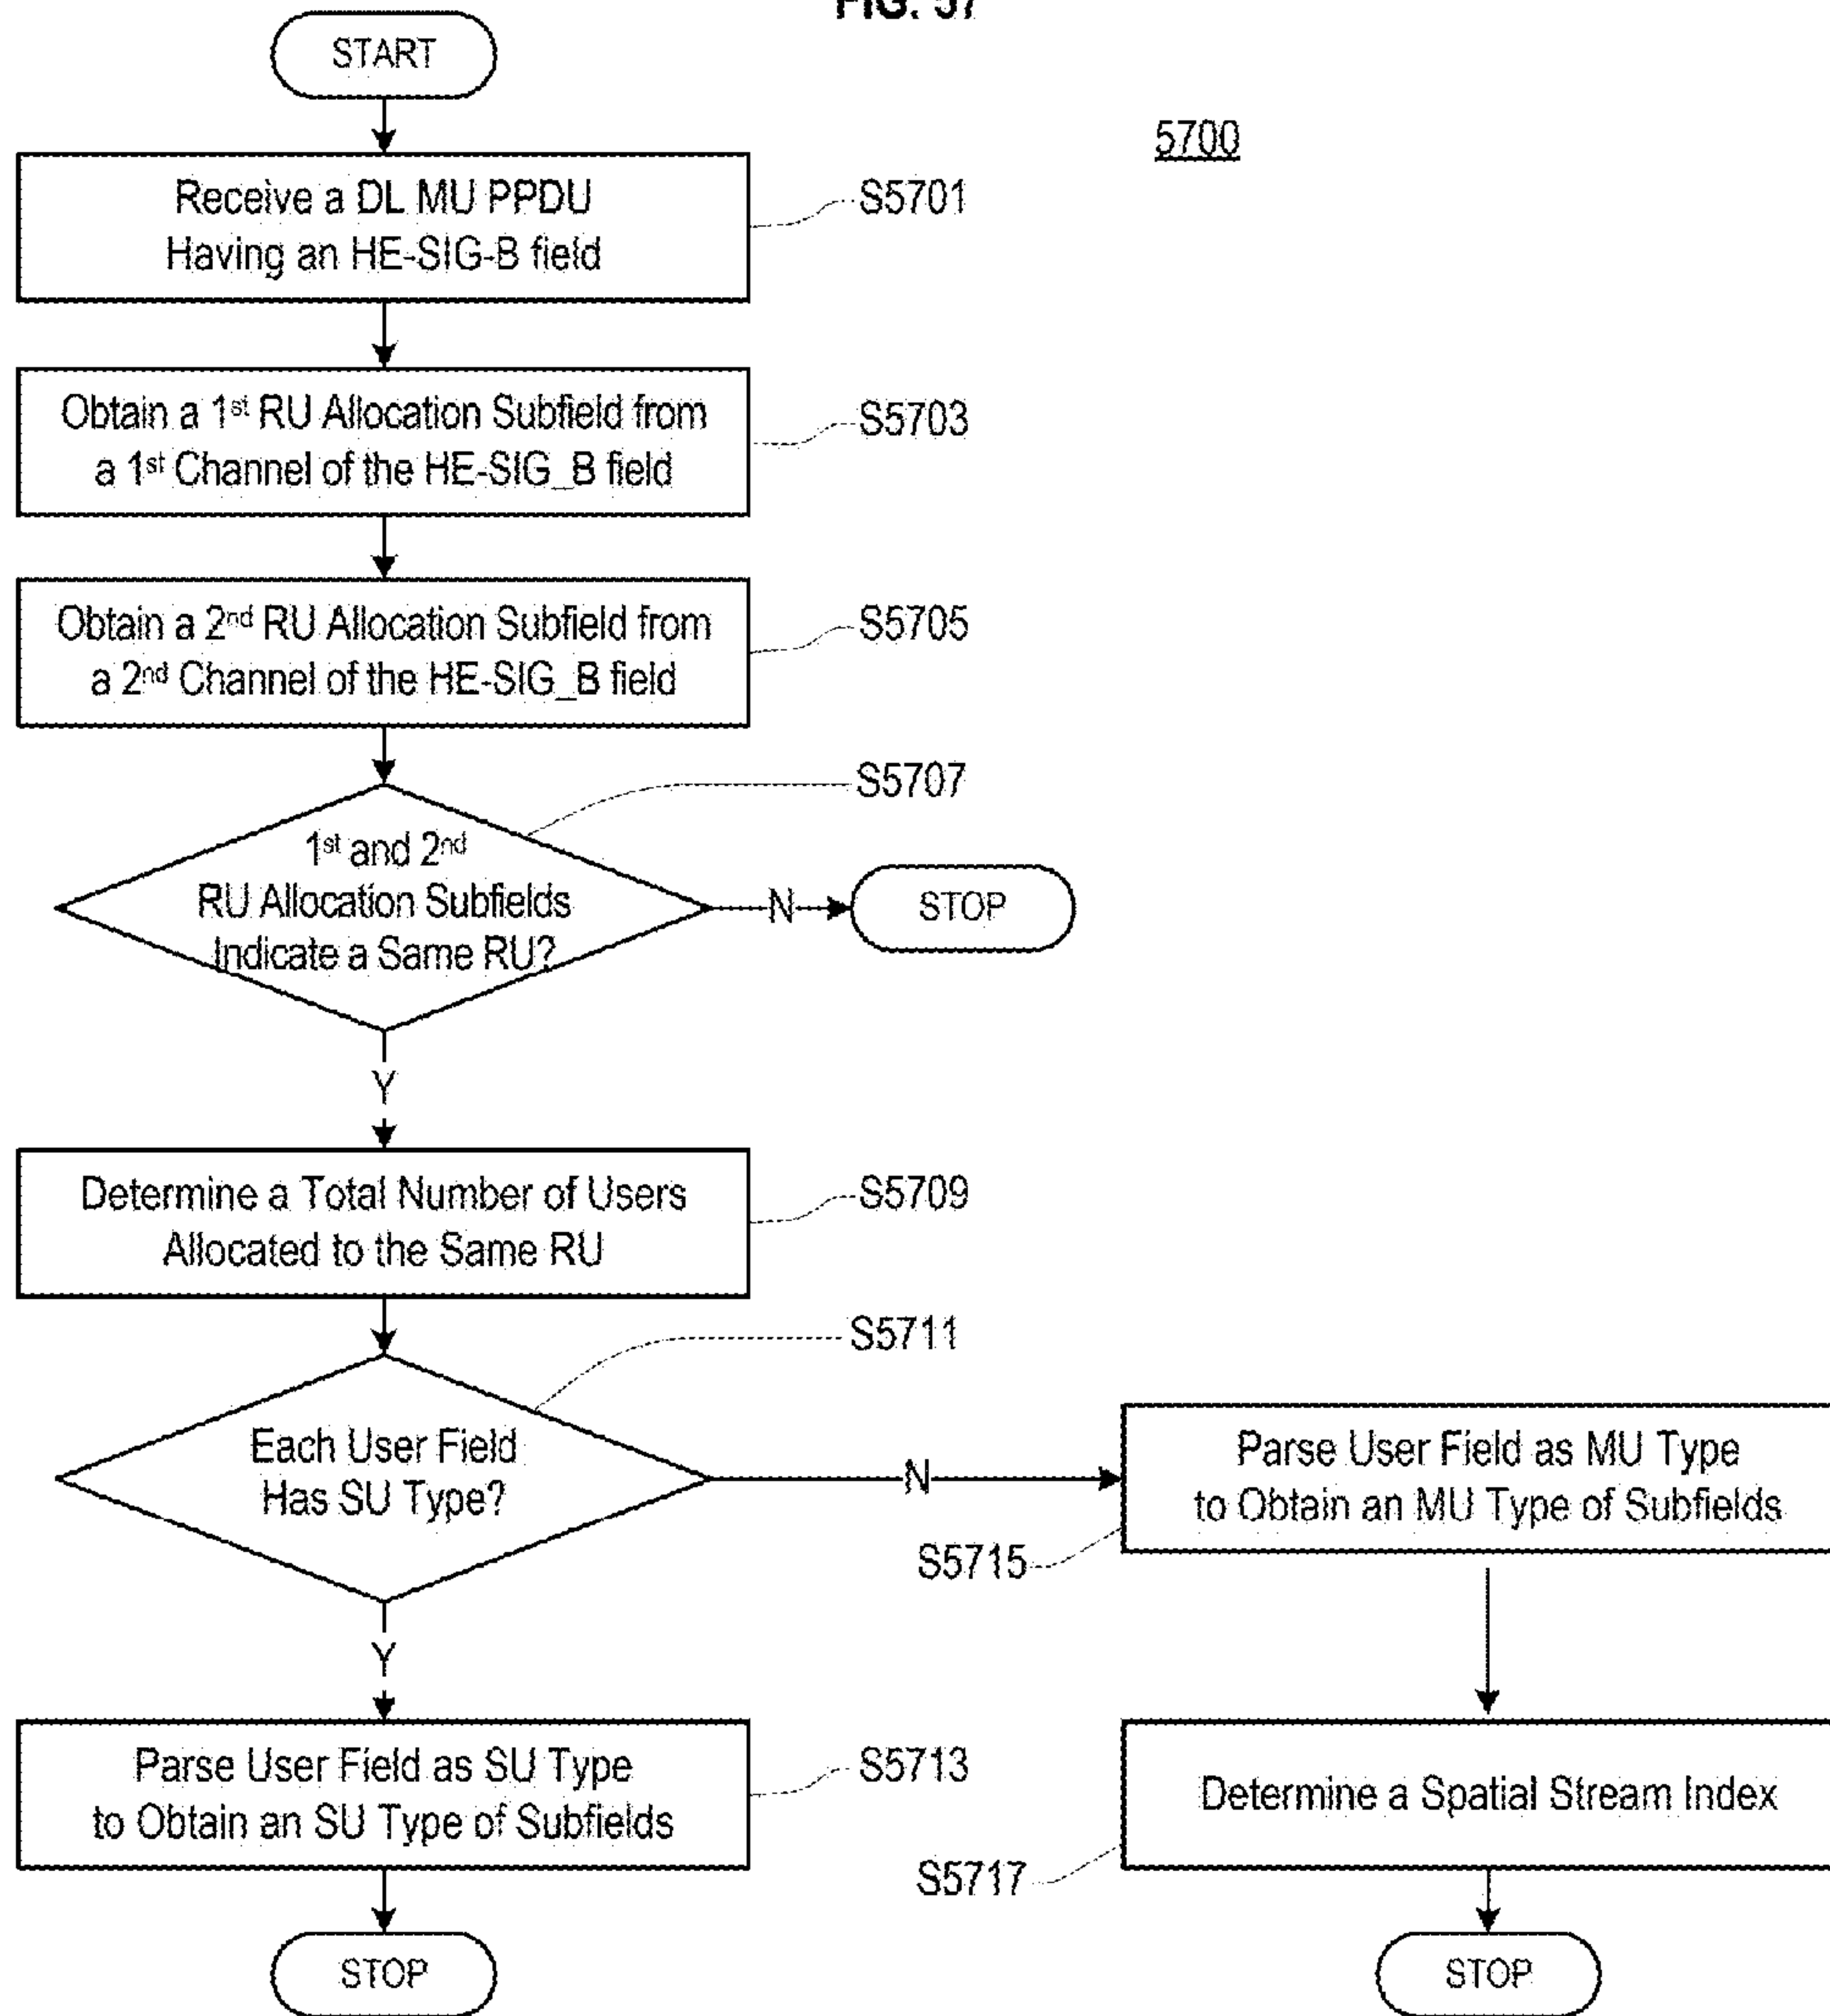 FIG. 57
START
5700
Receive a DL MU PPDU
Having an HE-SIG-B field
S5701
Obtain a 1st RU Allocation Subfield from
a 1st Channel of the HE-SIG_B field
S5703
Obtain a 2nd RU Allocation Subfield from
a 2nd Channel of the HE-SIG_B field
S5705
S5707
1st and 2nd
RU Allocation Subfields
Indicate a Same RU?
N
STOP
Y
Determine a Total Number of Users
Allocated to the Same RU
S5709
S5711
Each User Field
Has SU Type?
N
Parse User Field as MU Type
to Obtain an MU Type of Subfields
S5715
Y
Parse User Field as SU Type
to Obtain an SU Type of Subfields
S5713
Determine a Spatial Stream Index
S5717
STOP
STOP